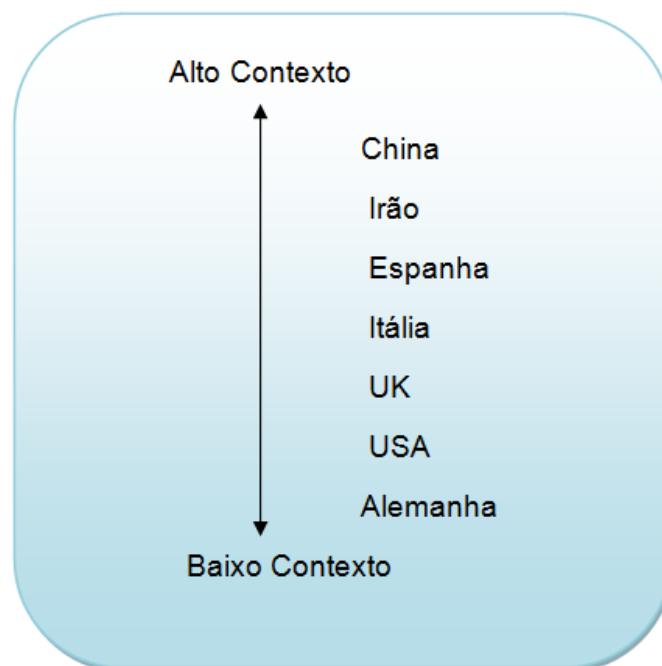 Alto Contexto
China
Irão
Espanha
Itália
UK
USA
Alemanha
Baixo Contexto